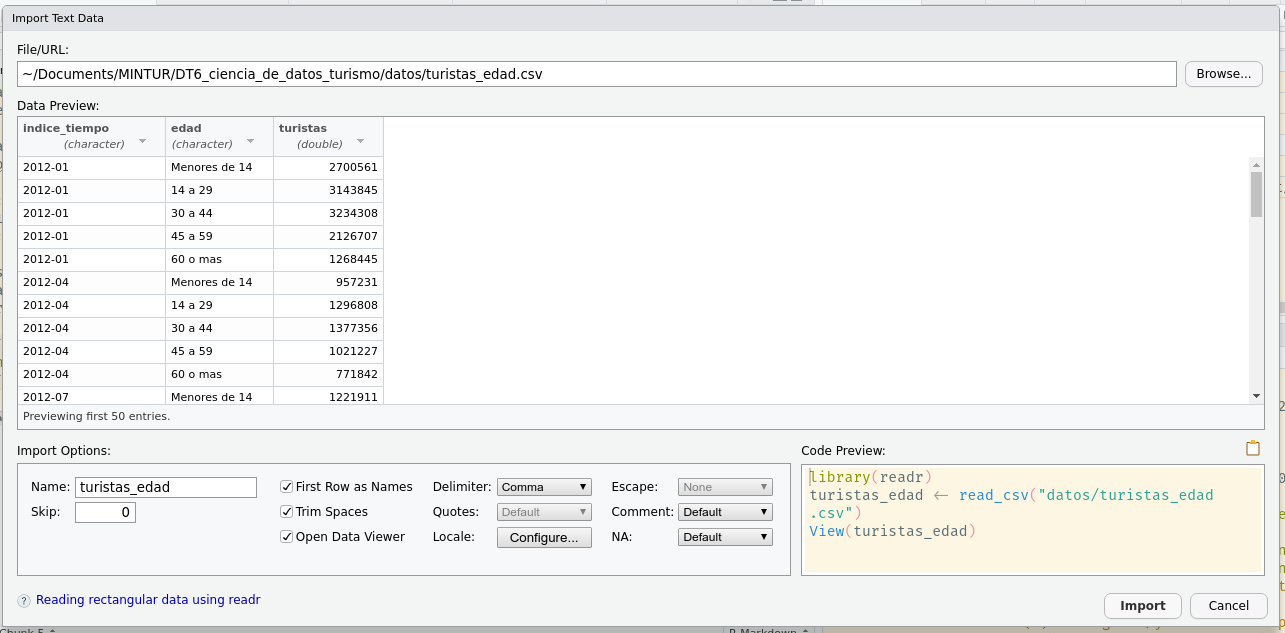 Import Text Data
File/URL:
~/Documents/MINTUR/DT6_ciencia_de_datos_turismo/datos/turistas_edad.csv
Browse...
Data Preview:
indice_tiempo edad turistas
(character) (character) (double)
2012-01 Menores de 14 2700561
2012-01 14 a 29 3143845
2012-01 30 a 44 3234308
2012-01 45 a 59 2126707
2012-01 60 o mas 1268445
2012-04 Menores de 14 957231
2012-04 14 a 29 1296808
2012-04 30 a 44 1377356
2012-04 45 a 59 1021227
2012-04 60 o mas 771842
2012-07 Menores de 14 1221911
Previewing first 50 entries.
Import Options:
Name: turistas_edad
Skip: 0
First Row as Names
Trim Spaces
Open Data Viewer
Delimiter: Comma
Quotes: Default
Locale: Configure...
Escape: None
Comment: Default
NA: Default
Code Preview:
library(readr)
turistas_edad <- read_csv("datos/turistas_edad
.csv")
View(turistas_edad)
? Reading rectangular data using readr
Import
Cancel